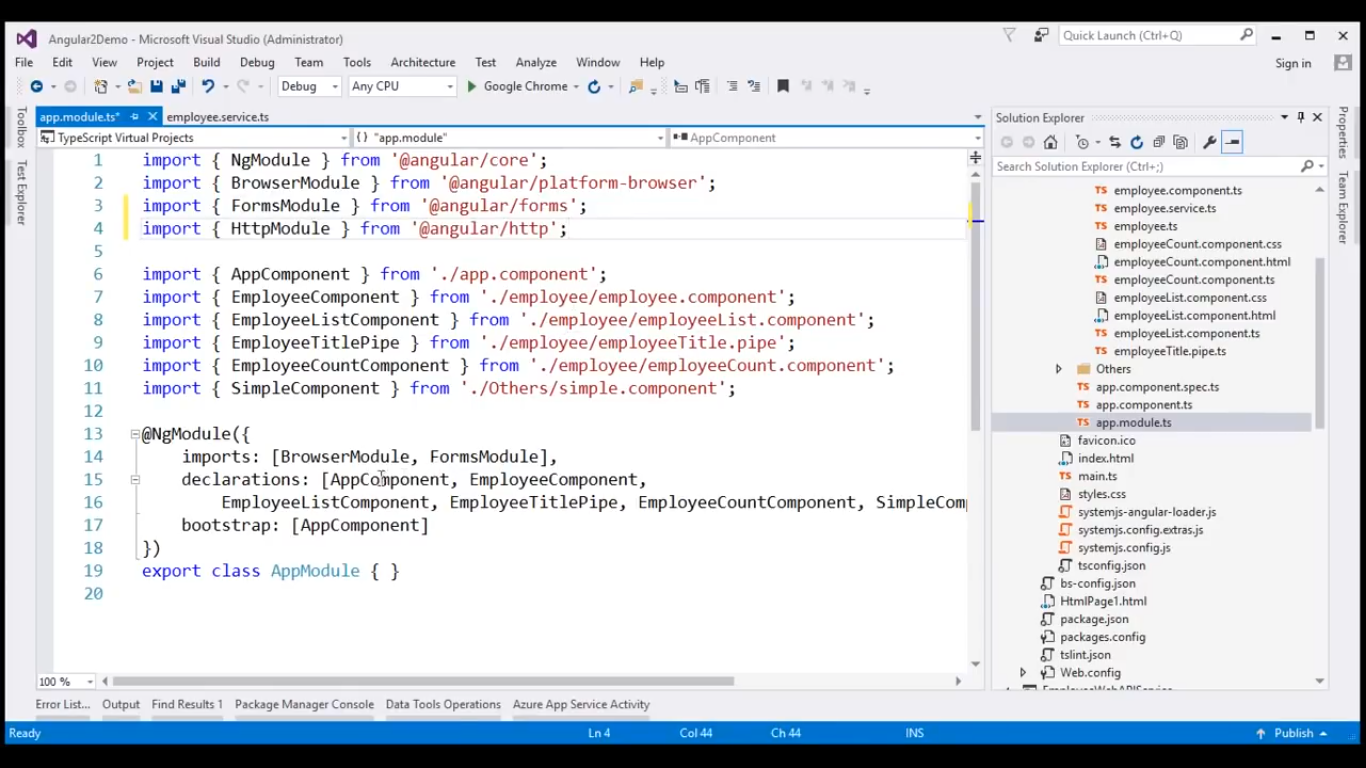 Angular2Demo - Microsoft Visual Studio (Administrator)
Quick Launch (Ctrl+Q)
File Edit View Project Build Debug Team Tools Architecture Test Analyze Window Help
Sign in
Debug Any CPU Google Chrome
Toolbox
Test Explorer
app.module.ts* employee.service.ts
TypeScript Virtual Projects {} "app.module" AppComponent
1 import { NgModule } from '@angular/core';
2 import { BrowserModule } from '@angular/platform-browser';
3 import { FormsModule } from '@angular/forms';
4 import { HttpModule } from '@angular/http';
5
6 import { AppComponent } from './app.component';
7 import { EmployeeComponent } from './employee/employee.component';
8 import { EmployeeListComponent } from './employee/employeeList.component';
9 import { EmployeeTitlePipe } from './employee/employeeTitle.pipe';
10 import { EmployeeCountComponent } from './employee/employeeCount.component';
11 import { SimpleComponent } from './Others/simple.component';
12
13 @NgModule({
14 imports: [BrowserModule, FormsModule],
15 declarations: [AppComponent, EmployeeComponent,
16 EmployeeListComponent, EmployeeTitlePipe, EmployeeCountComponent, SimpleCom
17 bootstrap: [AppComponent]
18 })
19 export class AppModule { }
20
100 %
Solution Explorer
Search Solution Explorer (Ctrl+;)
TS employee.component.ts
TS employee.service.ts
TS employee.ts
employeeCount.component.css
employeeCount.component.html
TS employeeCount.component.ts
employeeList.component.css
employeeList.component.html
TS employeeList.component.ts
TS employeeTitle.pipe.ts
Others
TS app.component.spec.ts
TS app.component.ts
TS app.module.ts
favicon.ico
index.html
TS main.ts
styles.css
systemjs-angular-loader.js
systemjs.config.extras.js
systemjs.config.js
tsconfig.json
bs-config.json
HtmlPage1.html
package.json
packages.config
tslint.json
Web.config
EmployeeWebAPIService
Properties
Team Explorer
Error List... Output Find Results 1 Package Manager Console Data Tools Operations Azure App Service Activity
Ready Ln 4 Col 44 Ch 44 INS Publish